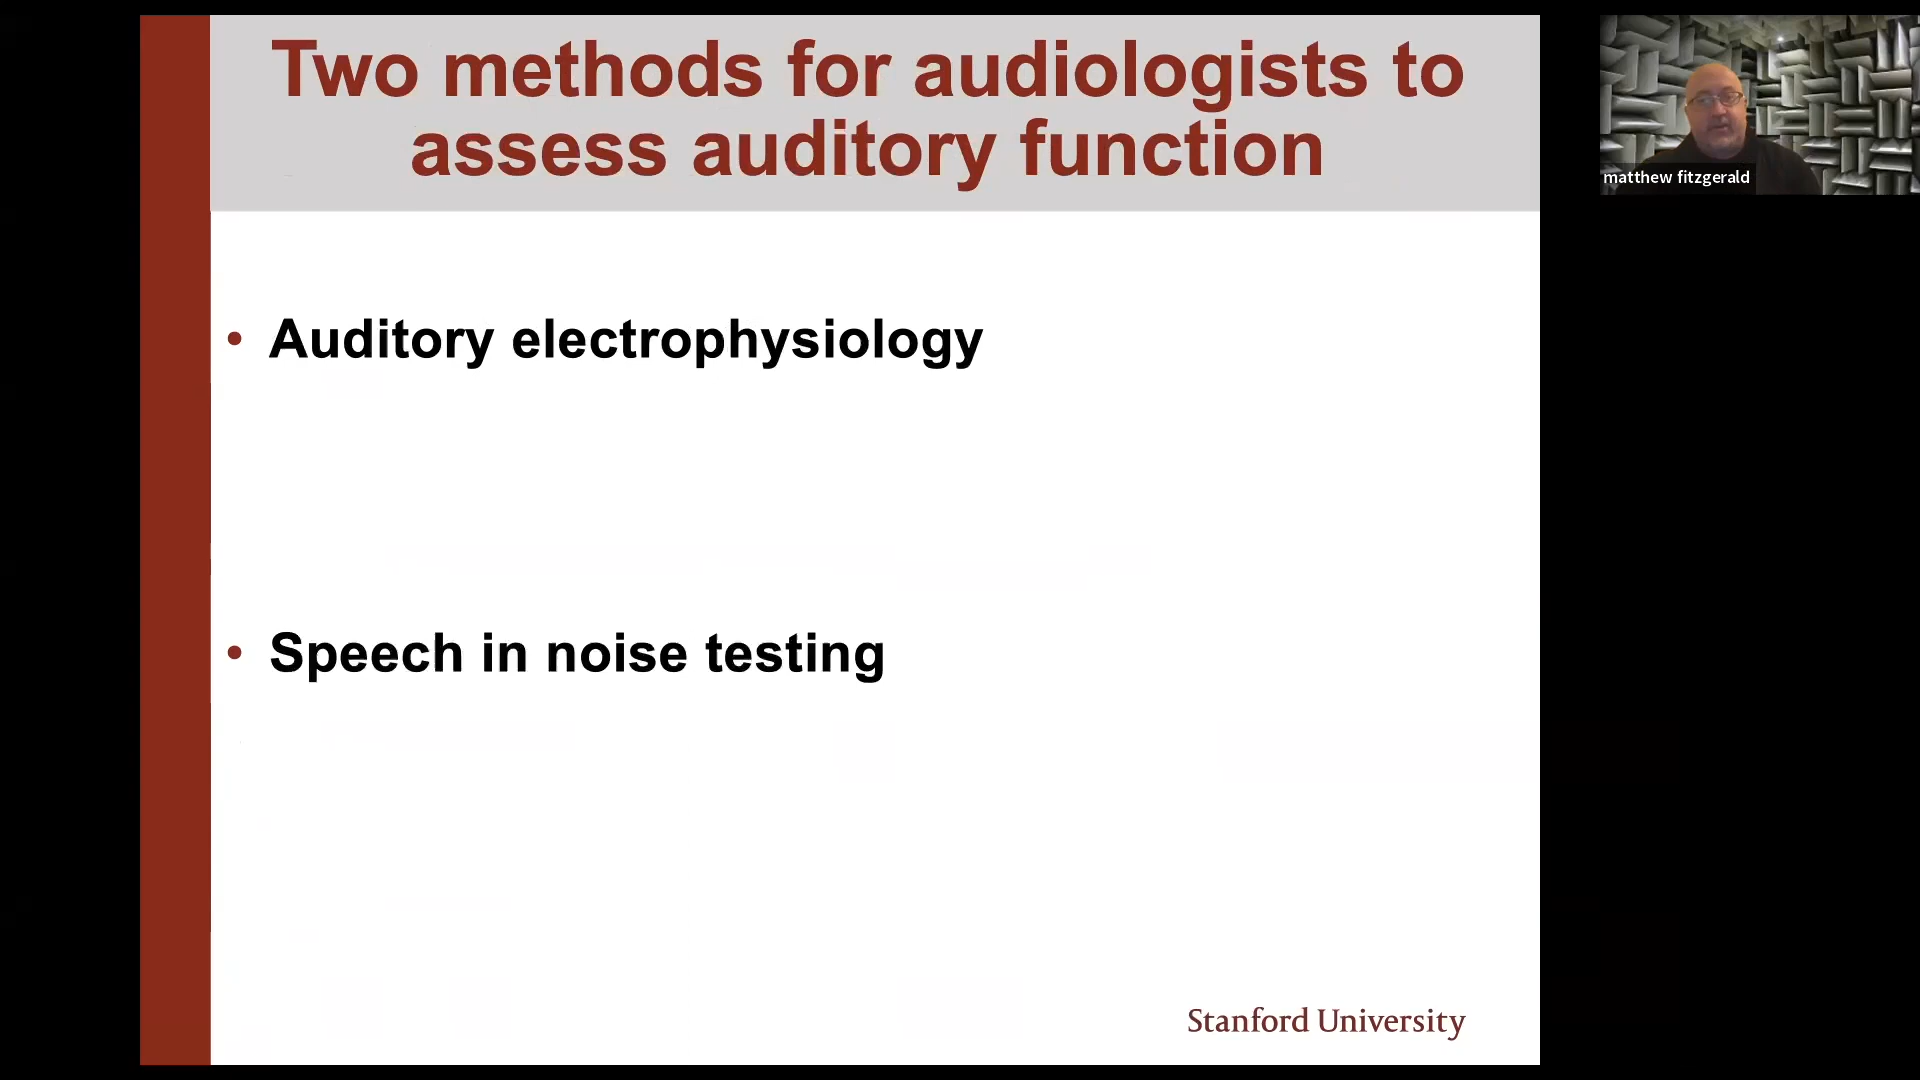 Two methods for audiologists to
assess auditory function
matthew fitzgerald
• Auditory electrophysiology
• Speech in noise testing
Stanford University